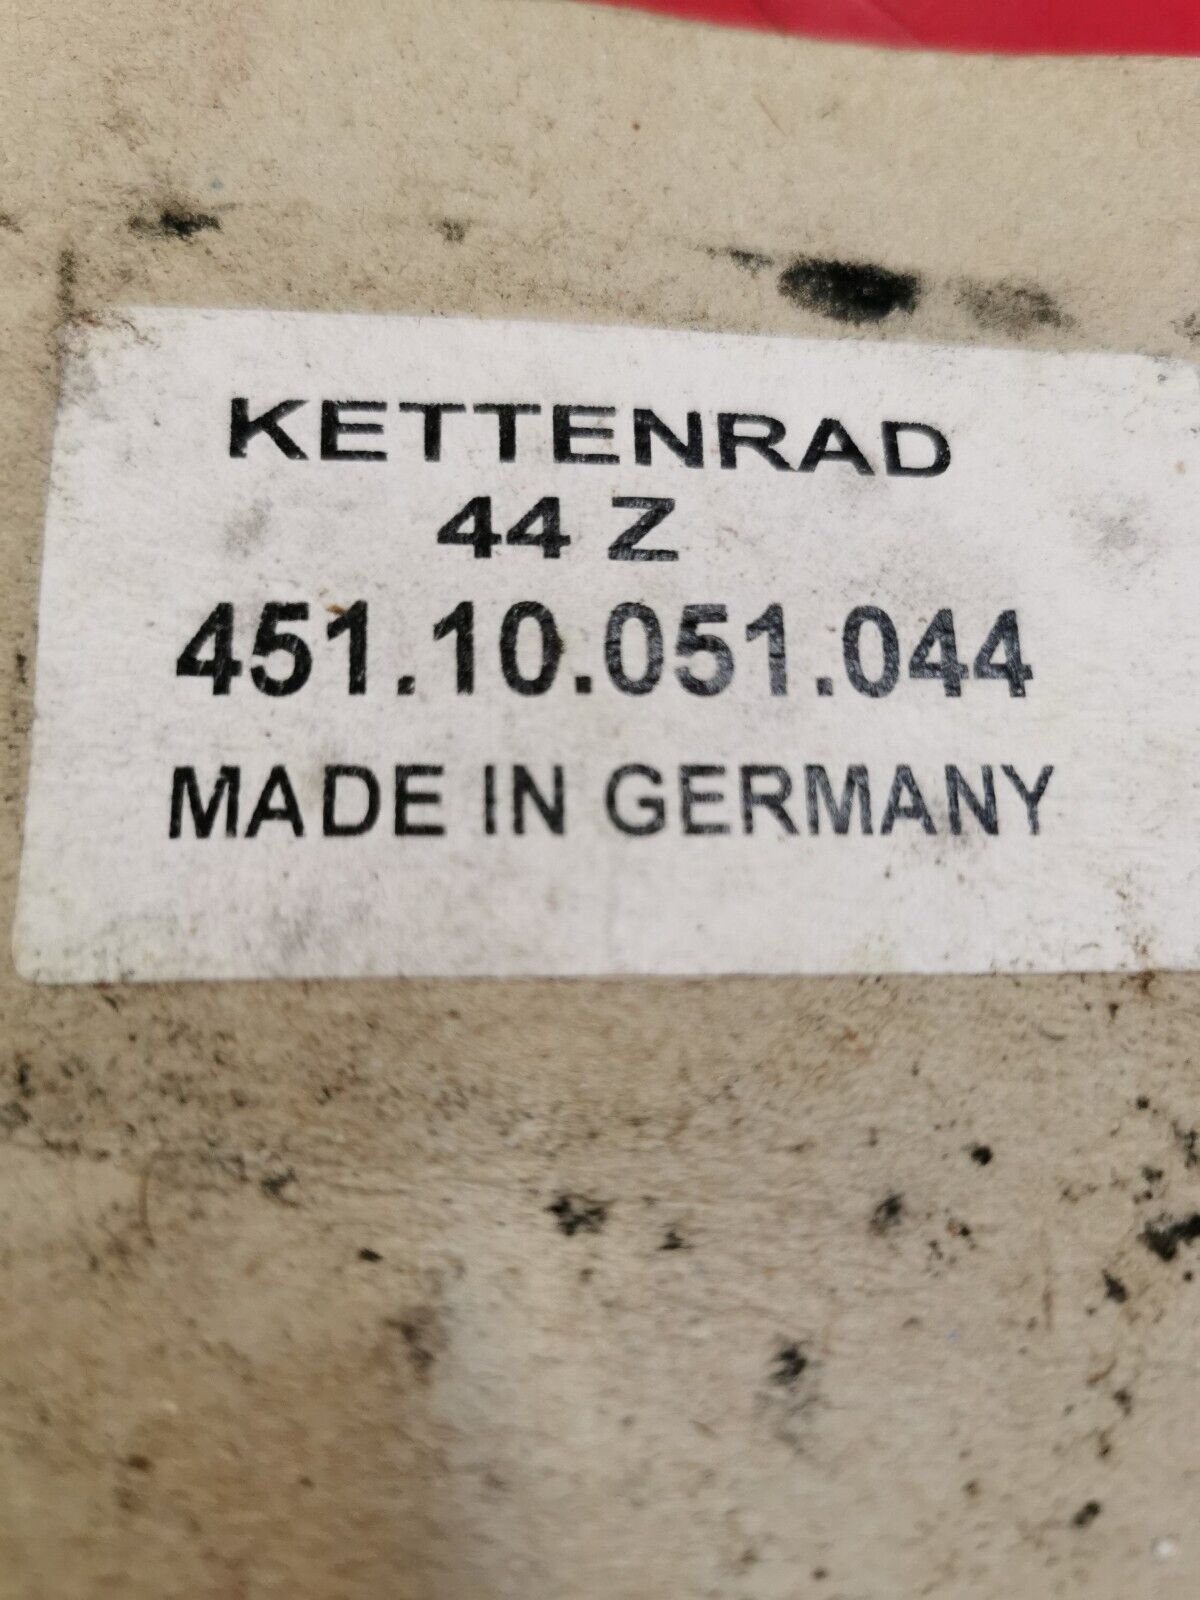 KETTENRAD
44 Z
451.10.051.044
MADE IN GERMANY